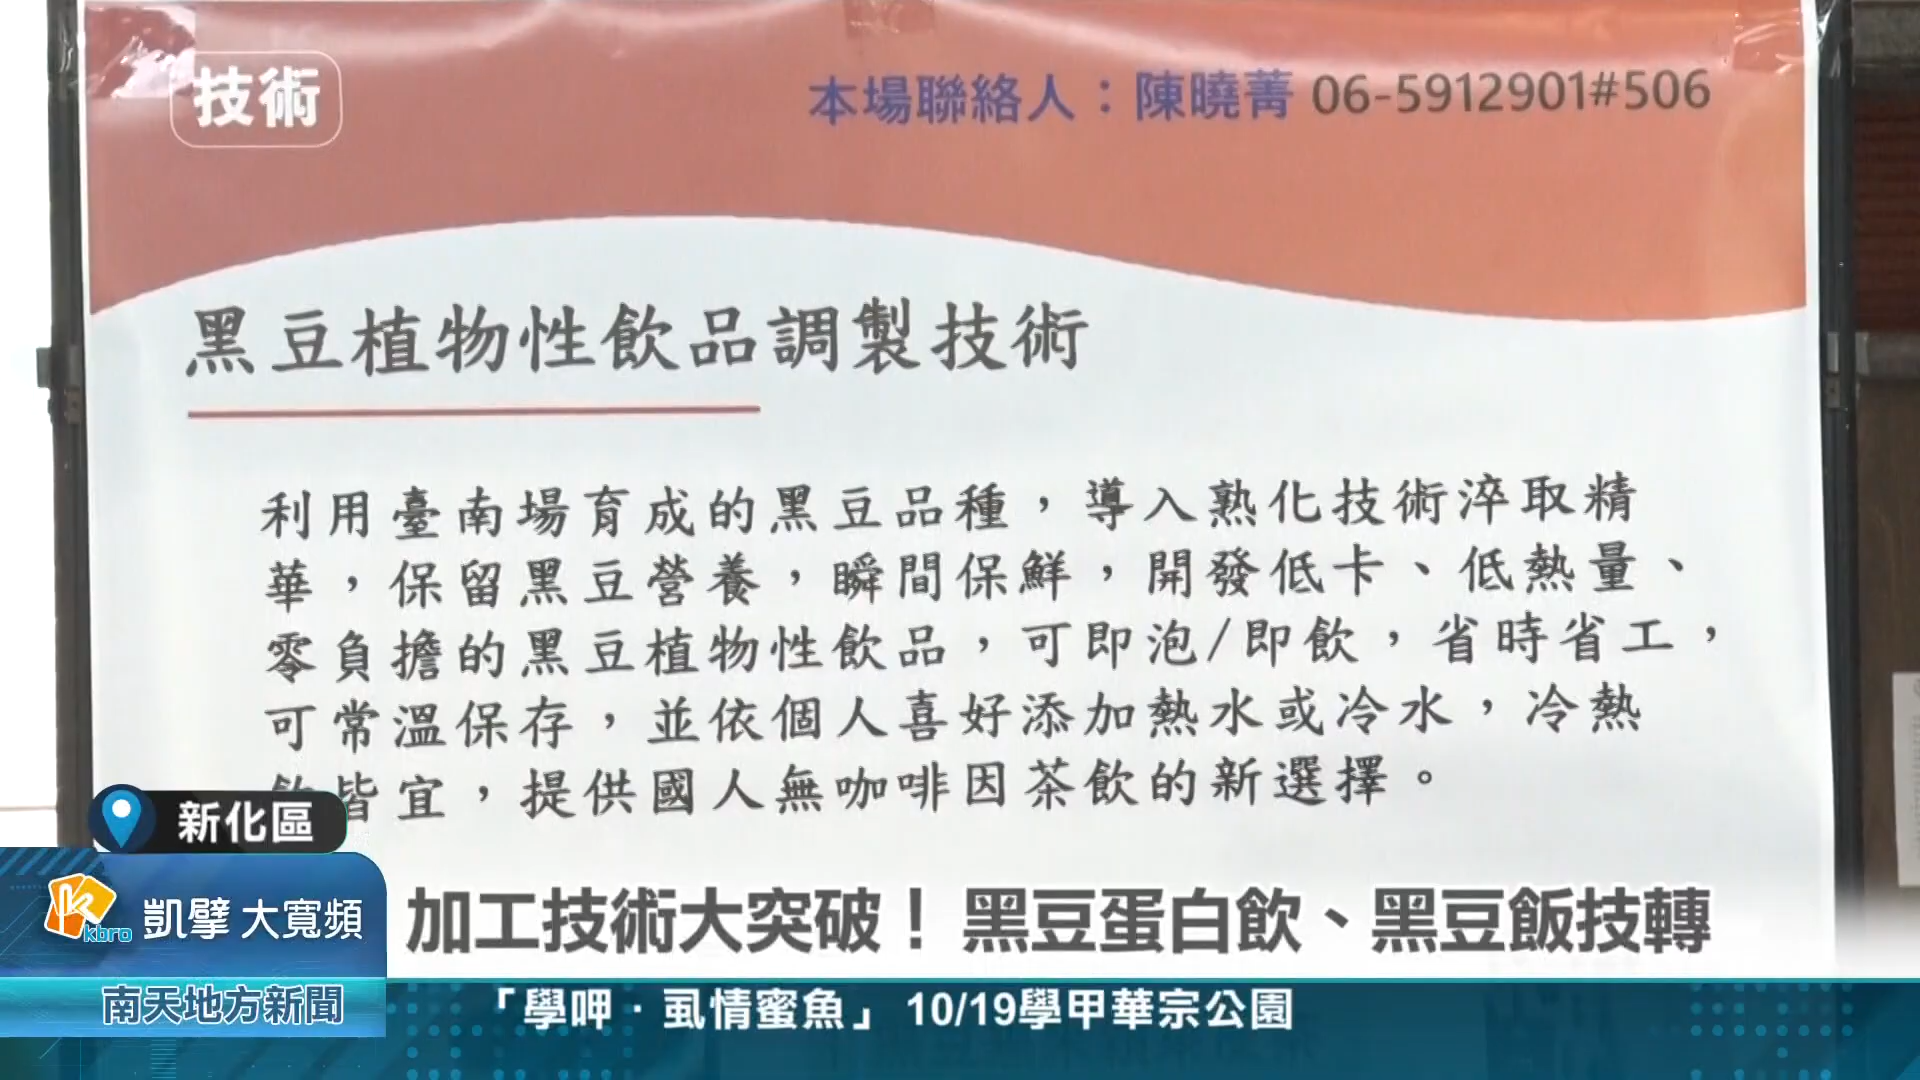 技術
本場聯絡人：陳曉菁 06-5912901#506
黑豆植物性飲品調製技術
利用臺南場育成的黑豆品種，導入熟化技術淬取精
華，保留黑豆營養，瞬間保鮮，開發低卡、低熱量、
零負擔的黑豆植物性飲品，可即泡/即飲，省時省工，
可常溫保存，並依個人喜好添加熱水或冷水，冷熱
皆宜，提供國人無咖啡因茶飲的新選擇。
新化區
kbro 凱擘大寬頻
加工技術大突破！黑豆蛋白飲、黑豆飯技轉
南天地方新聞
「學呷·虱情蜜魚」 10/19學甲華宗公園